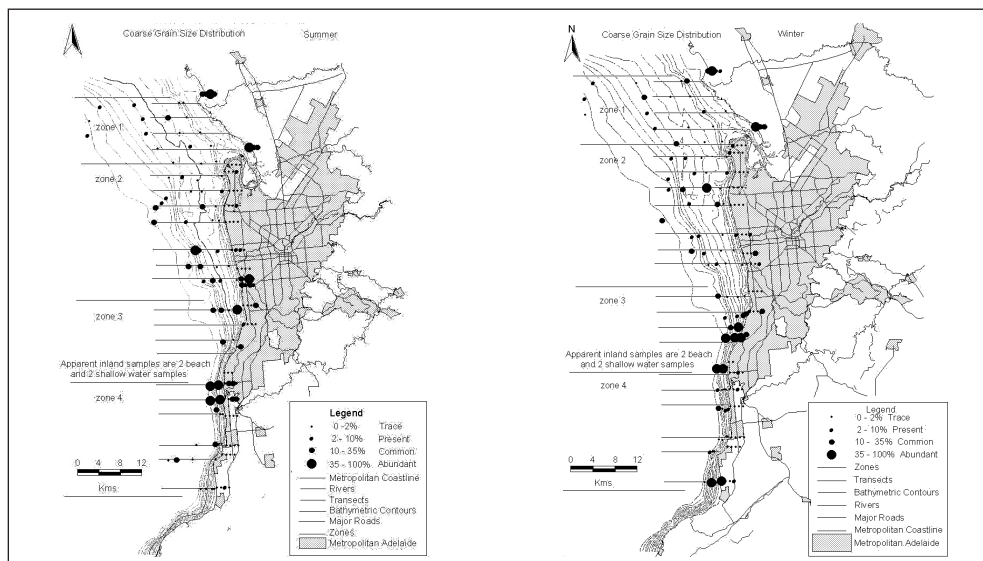 Coarse Grain Size Distribution Summer
zone 1
zone 2
zone 3
Apparent inland samples are 2 beach
and 2 shallow water samples
zone 4
0 4 8 12
Kms
Legend
0 - 2% Trace
2 - 10% Present
10 - 35% Common
35 - 100% Abundant
Metropolitan Coastline
Rivers
Transects
Bathymetric Contours
Major Roads
Zones
Metropolitan Adelaide
N
Coarse Grain Size Distribution Winter
zone 1
zone 2
zone 3
Apparent inland samples are 2 beach
and 2 shallow water samples
zone 4
0 4 8 12
Kms
Legend
0 - 2% Trace
2 - 10% Present
10 - 35% Common
35 - 100% Abundant
Zones
Transects
Bathymetric Contours
Rivers
Major Roads
Metropolitan Coastline
Metropolitan Adelaide